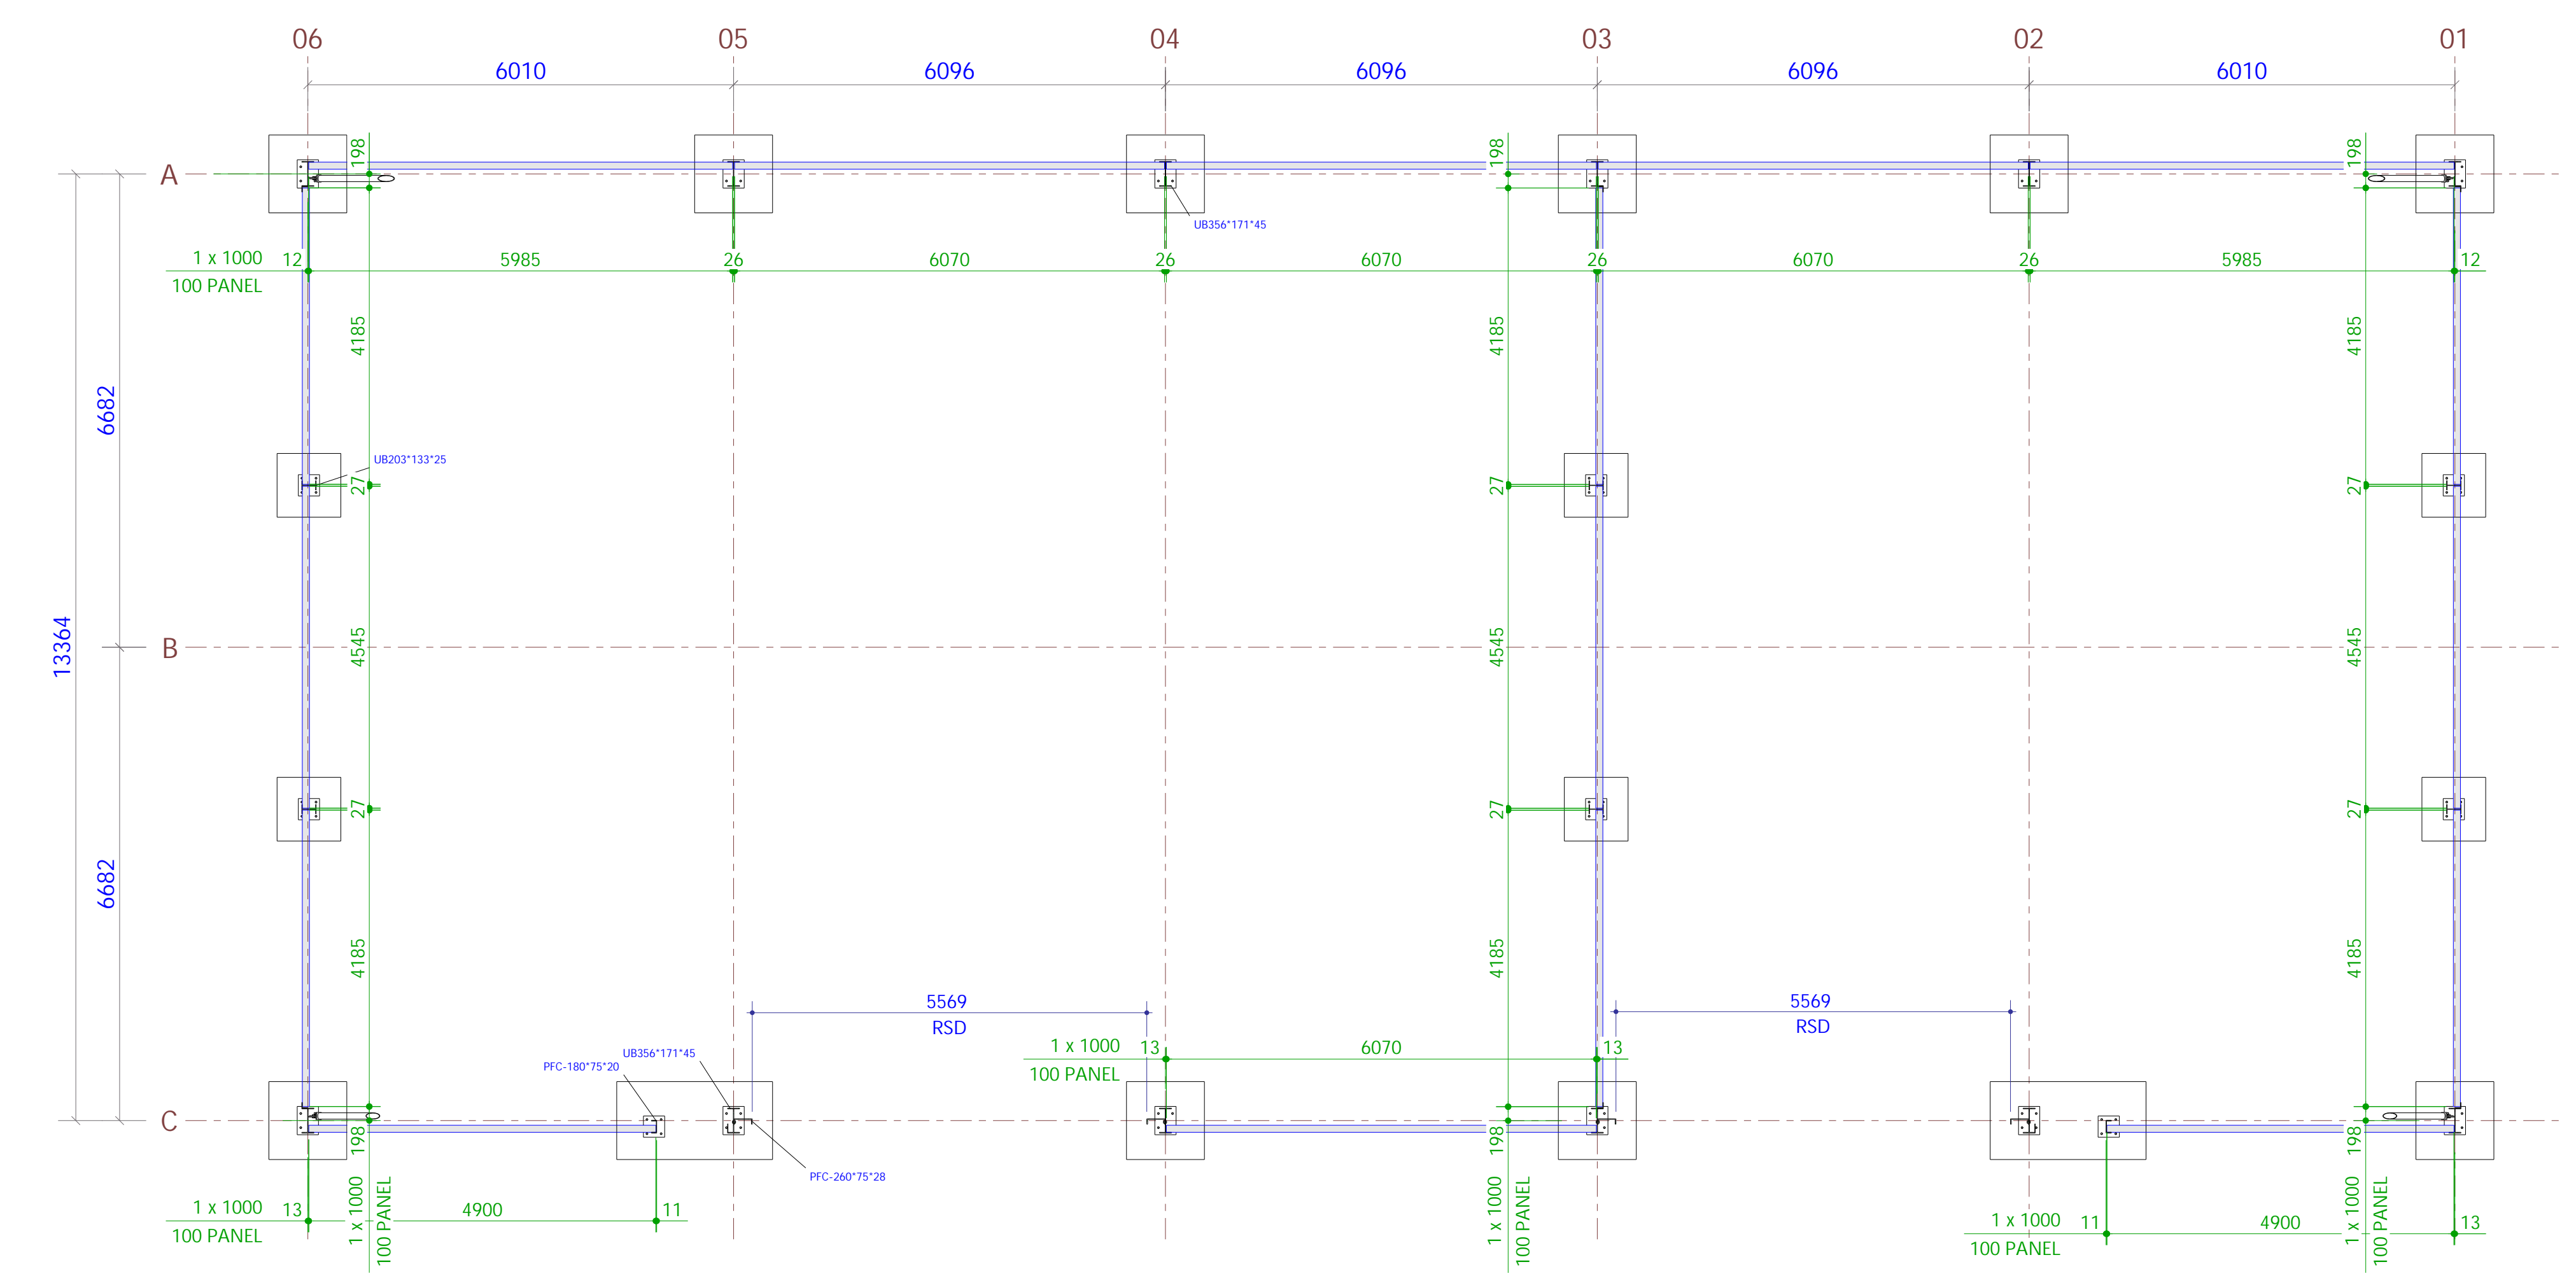 06 05 04 03 02 01
6010 6096 6096 6096 6010
198 198 198
A
UB356*171*45
1 x 1000 12 5985 26 6070 26 6070 26 6070 26 5985 12
100 PANEL
4185 4185 4185
6682
UB203*133*25
27 27 27
13364
B
4545 4545 4545
27 27 27
6682
4185 4185 4185
5569 5569
RSD RSD
1 x 1000 13 6070 13
100 PANEL
UB356*171*45
PFC-180*75*20
C
198 198 198
PFC-260*75*28
1 x 1000 13 4900 11
100 PANEL
1 x 1000
100 PANEL
1 x 1000
100 PANEL
1 x 1000 11 4900 13
100 PANEL
1 x 1000
100 PANEL